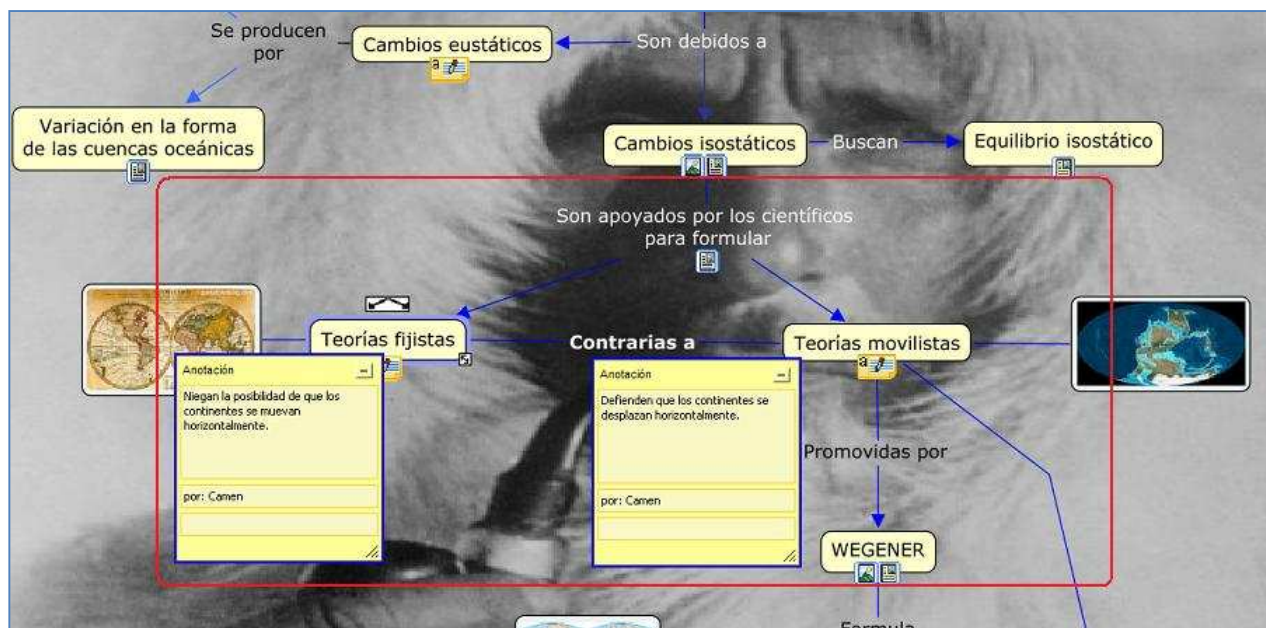 Se producen
por
Cambios eustáticos
Son debidos a
Variación en la forma
de las cuencas oceánicas
Cambios isostáticos
Buscan
Equilibrio isostático
Son apoyados por los científicos
para formular
Teorías fijistas
Contrarias a
Teorías movilistas
Anotación
Niegan la posibilidad de que los
continentes se muevan
horizontalmente.
por: Camen
Anotación
Defienden que los continentes se
desplazan horizontalmente.
por: Camen
Promovidas por
WEGENER
Formula